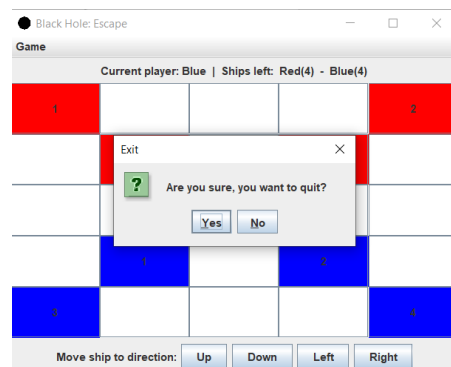 Black Hole: Escape
Game
Current player: Blue | Ships left: Red(4) - Blue(4)
1 2
Exit
? Are you sure, you want to quit?
Yes No
1 2
3 4
Move ship to direction: Up Down Left Right